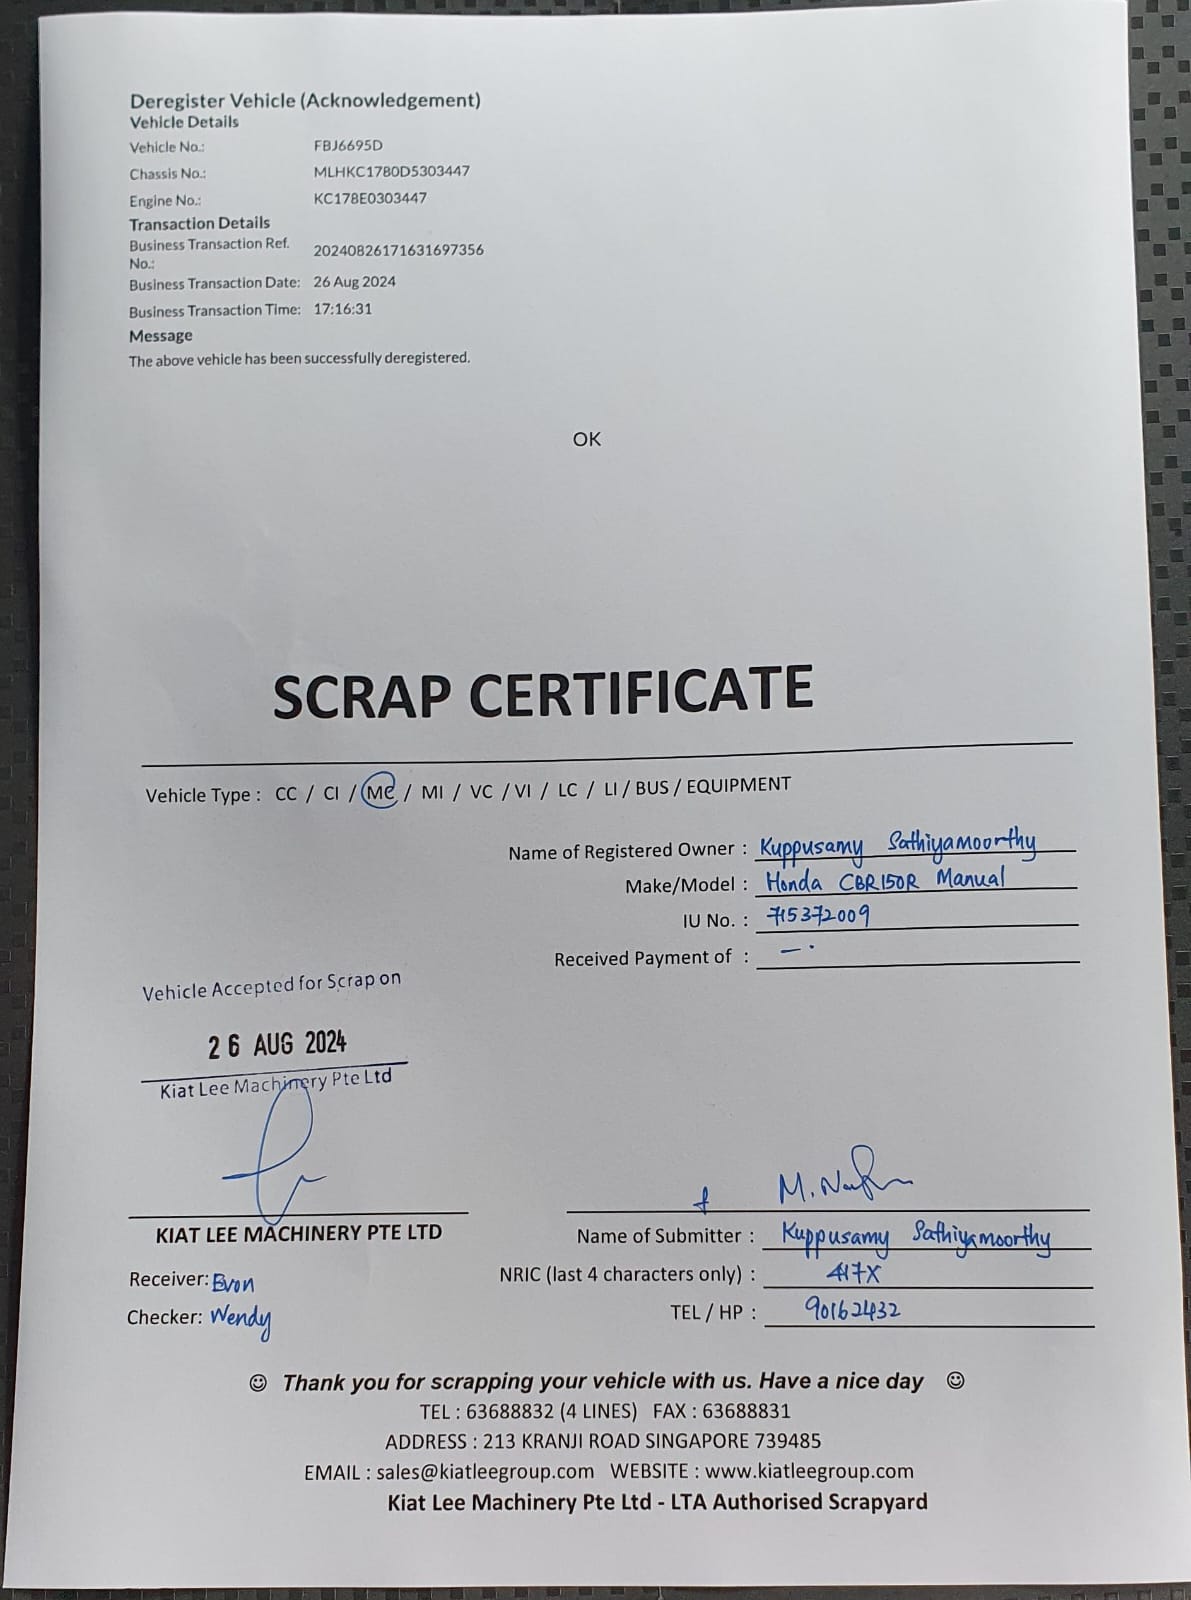 Deregister Vehicle (Acknowledgement)
Vehicle Details
Vehicle No.: FBJ6695D
Chassis No.: MLHKC1780D5303447
Engine No.: KC178E0303447
Transaction Details
Business Transaction Ref.
No.: 20240826171631697356
Business Transaction Date: 26 Aug 2024
Business Transaction Time: 17:16:31
Message
The above vehicle has been successfully deregistered.
OK
SCRAP CERTIFICATE
Vehicle Type : CC / CI / MC / MI / VC / VI / LC / LI / BUS / EQUIPMENT
Name of Registered Owner : Kuppusamy Sathiyamoorthy
Make/Model : Honda CBR150R Manual
IU No. : 715372009
Received Payment of : —.
Vehicle Accepted for Scrap on
26 AUG 2024
Kiat Lee Machinery Pte Ltd
KIAT LEE MACHINERY PTE LTD
Name of Submitter : Kuppusamy Sathiyamoorthy
Receiver: Evon
NRIC (last 4 characters only) : 417X
Checker: Wendy
TEL / HP : 90162432
☺ Thank you for scrapping your vehicle with us. Have a nice day ☺
TEL : 63688832 (4 LINES) FAX : 63688831
ADDRESS : 213 KRANJI ROAD SINGAPORE 739485
EMAIL : sales@kiatleegroup.com WEBSITE : www.kiatleegroup.com
Kiat Lee Machinery Pte Ltd - LTA Authorised Scrapyard